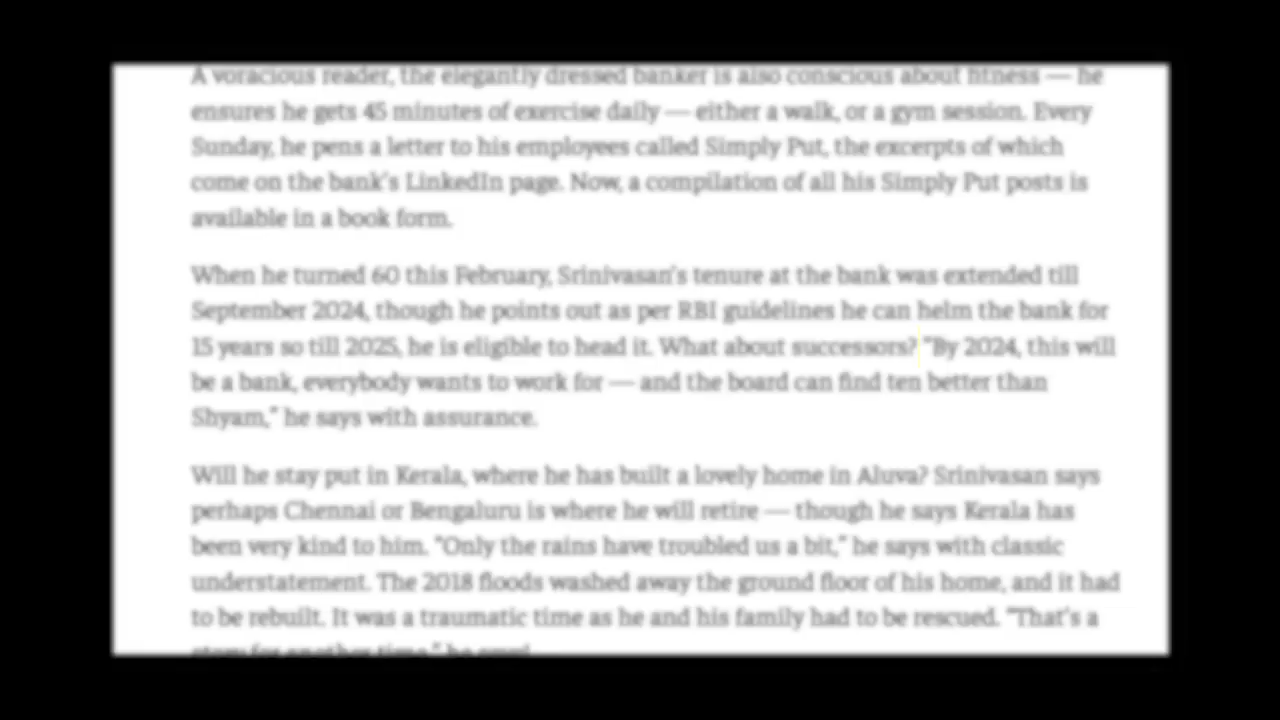 A voracious reader, the elegantly dressed banker is also conscious about fitness — he
ensures he gets 45 minutes of exercise daily — either a walk, or a gym session. Every
Sunday, he pens a letter to his employees called Simply Put, the excerpts of which
come on the bank's LinkedIn page. Now, a compilation of all his Simply Put posts is
available in a book form.
When he turned 60 this February, Srinivasan's tenure at the bank was extended till
September 2024, though he points out as per RBI guidelines he can helm the bank for
15 years so till 2025, he is eligible to head it. What about successors? "By 2024, this will
be a bank, everybody wants to work for — and the board can find ten better than
Shyam," he says with assurance.
Will he stay put in Kerala, where he has built a lovely home in Aluva? Srinivasan says
perhaps Chennai or Bengaluru is where he will retire — though he says Kerala has
been very kind to him. "Only the rains have troubled us a bit," he says with classic
understatement. The 2018 floods washed away the ground floor of his home, and it had
to be rebuilt. It was a traumatic time as he and his family had to be rescued. "That's a
story for another time," he